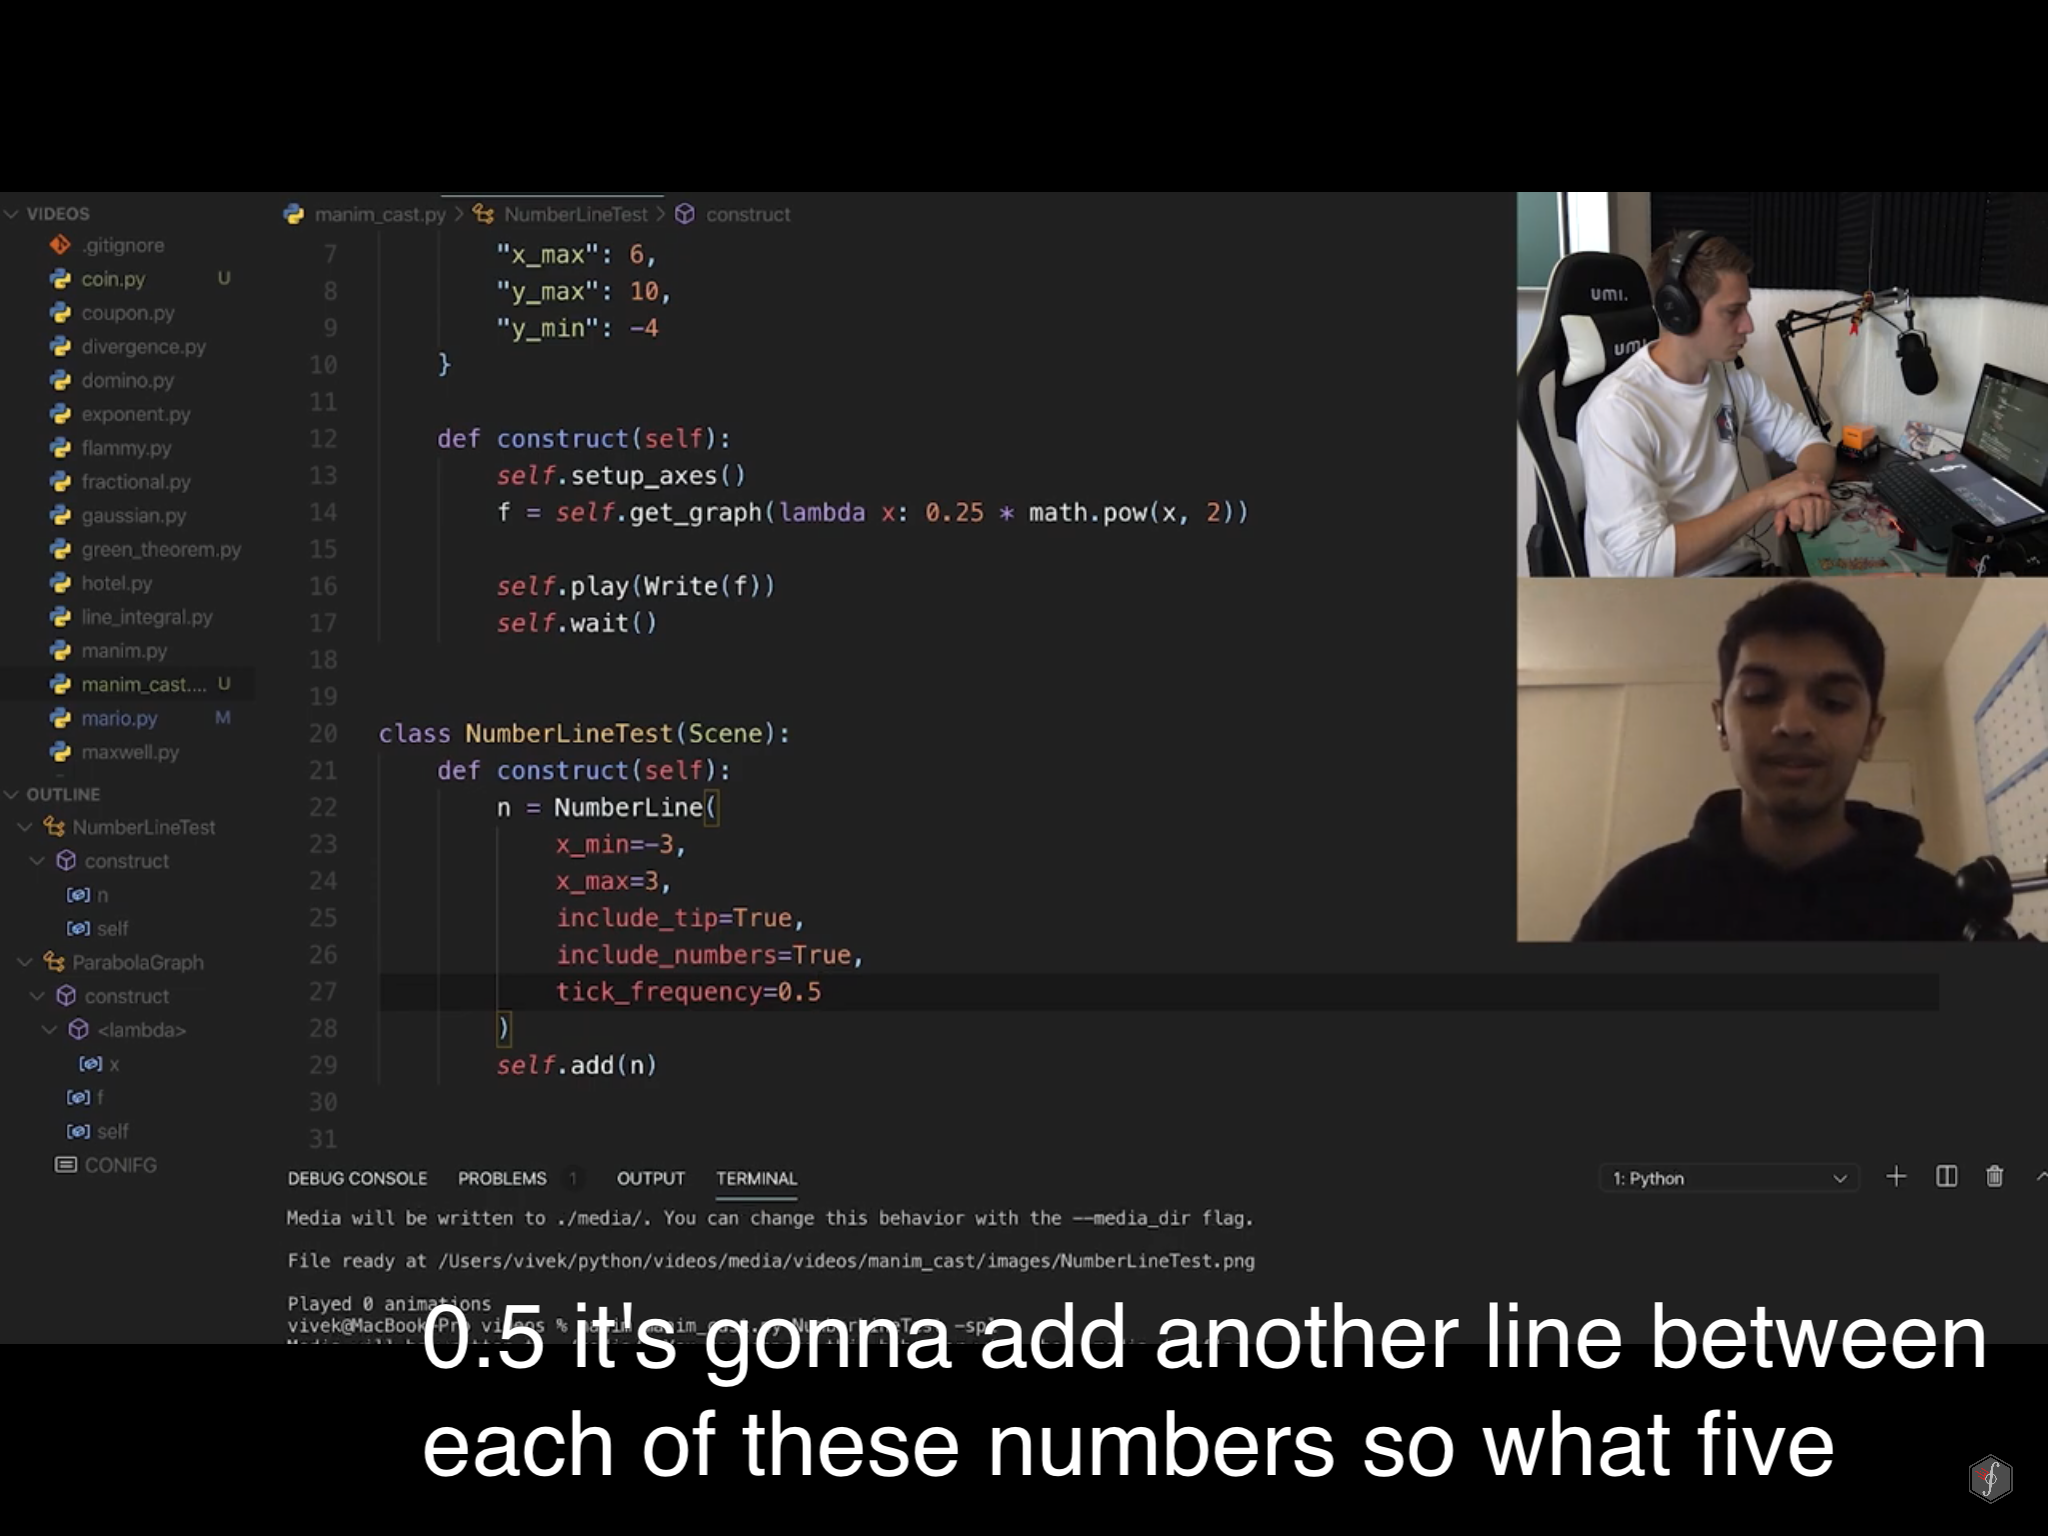 VIDEOS
.gitignore
coin.py U
coupon.py
divergence.py
domino.py
exponent.py
flammy.py
fractional.py
gaussian.py
green_theorem.py
hotel.py
line_integral.py
manim.py
manim_cast.... U
mario.py M
maxwell.py
OUTLINE
NumberLineTest
construct
n
self
ParabolaGraph
construct
<lambda>
x
f
self
CONIFG
manim_cast.py > NumberLineTest > construct
7 "x_max": 6,
8 "y_max": 10,
9 "y_min": -4
10 }
11
12 def construct(self):
13 self.setup_axes()
14 f = self.get_graph(lambda x: 0.25 * math.pow(x, 2))
15
16 self.play(Write(f))
17 self.wait()
18
19
20 class NumberLineTest(Scene):
21 def construct(self):
22 n = NumberLine(
23 x_min=-3,
24 x_max=3,
25 include_tip=True,
26 include_numbers=True,
27 tick_frequency=0.5
28 )
29 self.add(n)
30
31
DEBUG CONSOLE PROBLEMS 1 OUTPUT TERMINAL 1: Python
Media will be written to ./media/. You can change this behavior with the --media_dir flag.
File ready at /Users/vivek/python/videos/media/videos/manim_cast/images/NumberLineTest.png
Played 0 animations
vivek@MacBook-Pro videos %
umi.
0.5 it's gonna add another line between
each of these numbers so what five